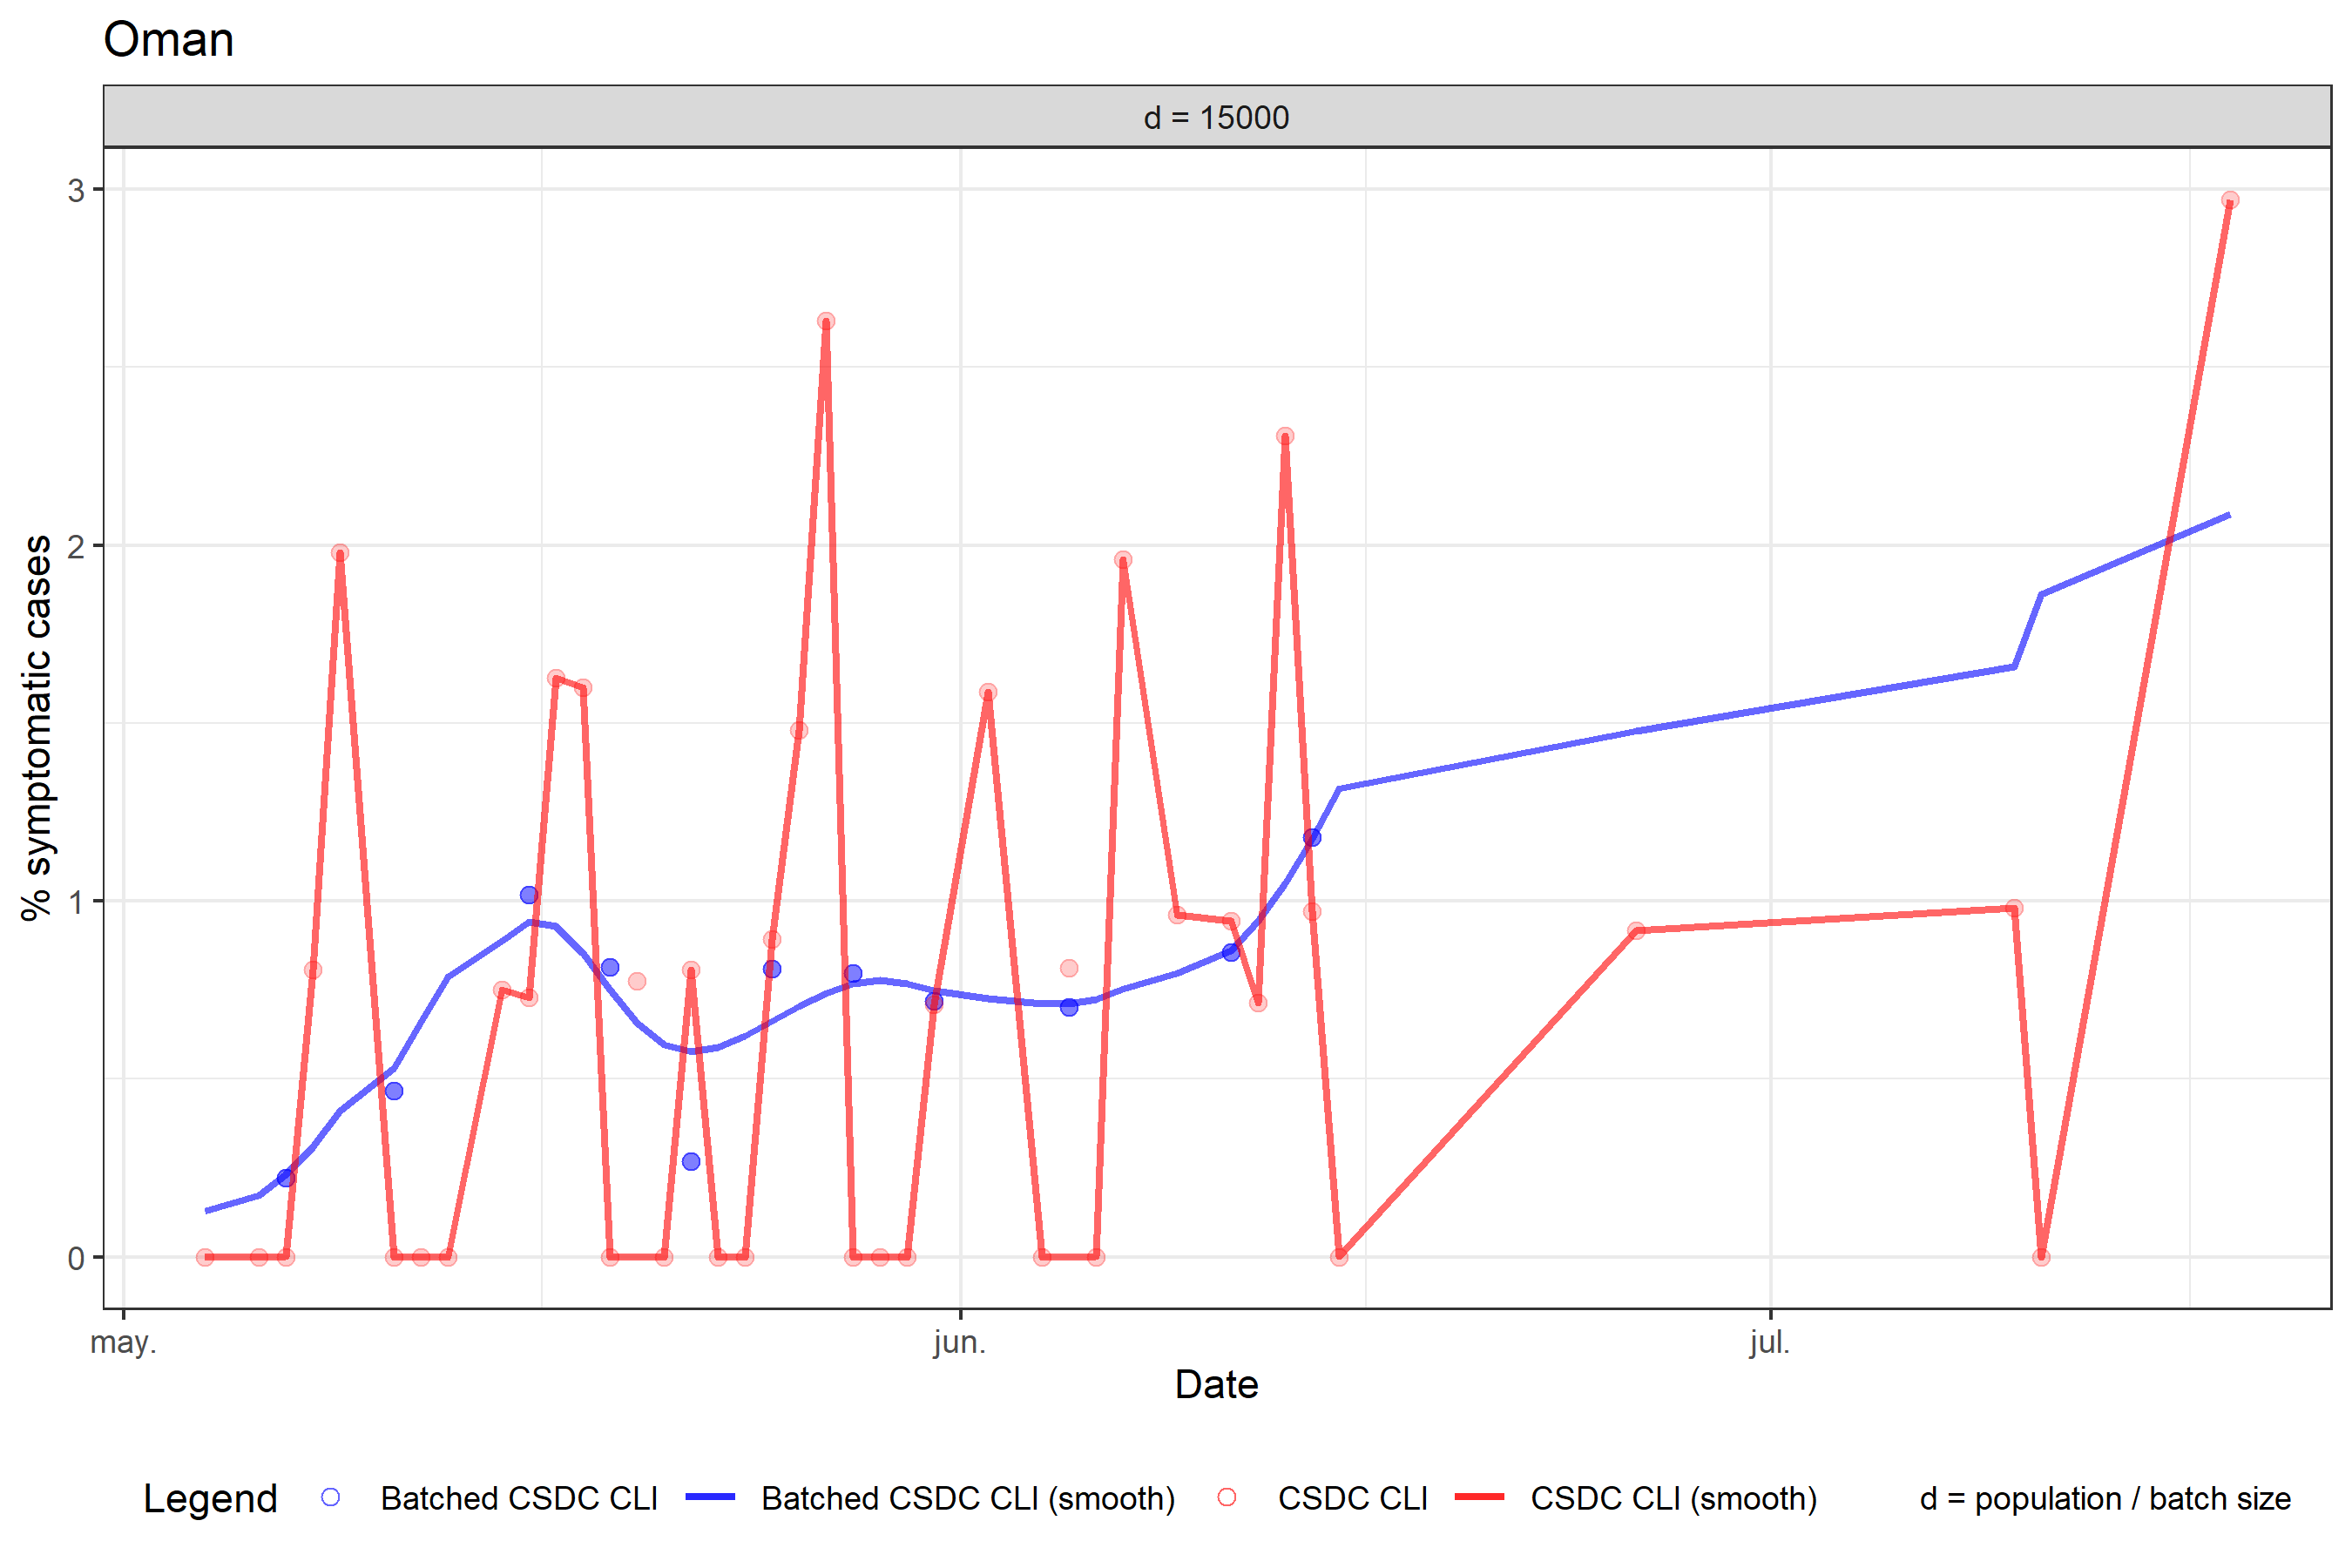 Oman
d = 15000
3
2
1
0
% symptomatic cases
may.
jun.
jul.
Date
Legend
Batched CSDC CLI
Batched CSDC CLI (smooth)
CSDC CLI
CSDC CLI (smooth)
d = population / batch size